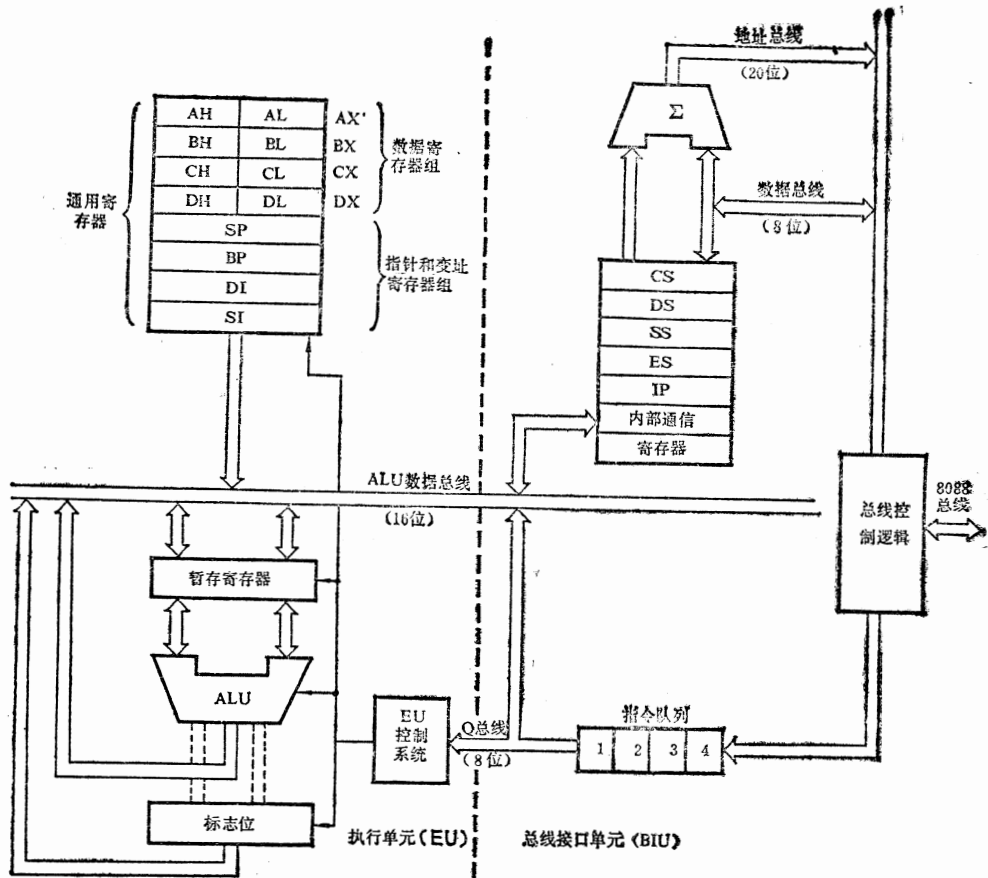 地址总线
(20位)
Σ
AH AL AX'
BH BL BX
CH CL CX
DH DL DX
SP
BP
DI
SI
通用寄
存器
数据寄
存器组
指针和变址
寄存器组
数据总线
(8位)
CS
DS
SS
ES
IP
内部通信
寄存器
ALU数据总线
(16位)
总线控
制逻辑
8088
总线
暂存寄存器
ALU
EU
控制
系统
Q总线
(8位)
指令队列
1 2 3 4
标志位
执行单元(EU)
总线接口单元《BIU》